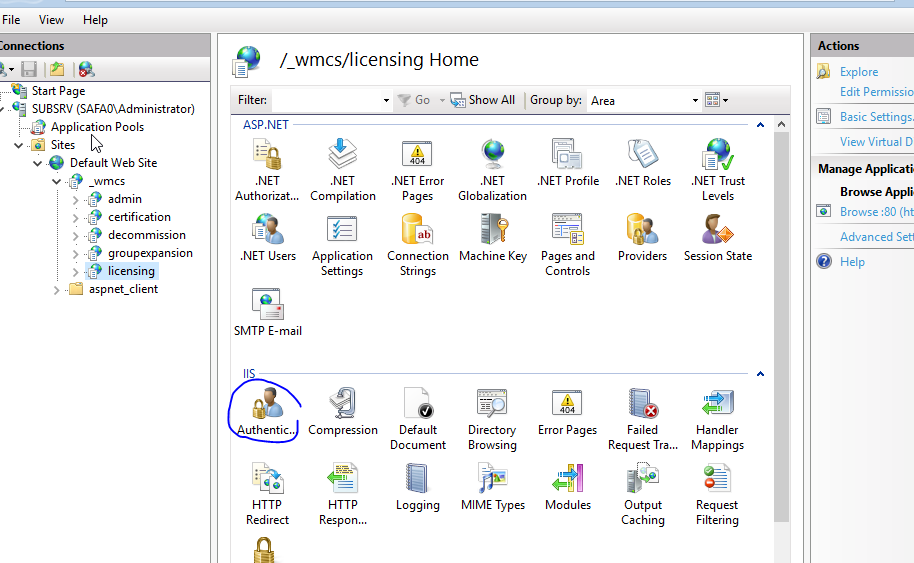 File View Help
Connections
Start Page
SUBSRV (SAFA0\Administrator)
Application Pools
Sites
Default Web Site
_wmcs
admin
certification
decommission
groupexpansion
licensing
aspnet_client
/_wmcs/licensing Home
Filter: Go Show All Group by: Area
ASP.NET
.NET Authorizat... .NET Compilation .NET Error Pages .NET Globalization .NET Profile .NET Roles .NET Trust Levels
.NET Users Application Settings Connection Strings Machine Key Pages and Controls Providers Session State
SMTP E-mail
IIS
Authentic... Compression Default Document Directory Browsing Error Pages Failed Request Tra... Handler Mappings
HTTP Redirect HTTP Respon... Logging MIME Types Modules Output Caching Request Filtering
Actions
Explore
Edit Permissio
Basic Settings.
View Virtual D
Manage Applicati
Browse Appli
Browse :80 (ht
Advanced Sett
Help